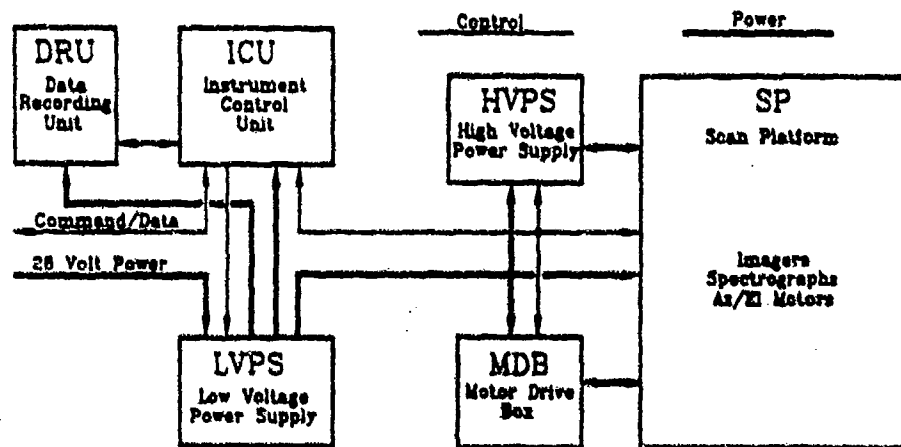 Control
Power
DRU
Data
Recording
Unit
ICU
Instrument
Control
Unit
HVPS
High Voltage
Power Supply
SP
Scan Platform
Command/Data
28 Volt Power
Imagers
Spectrographs
Az/El Motors
LVPS
Low Voltage
Power Supply
MDB
Motor Drive
Box